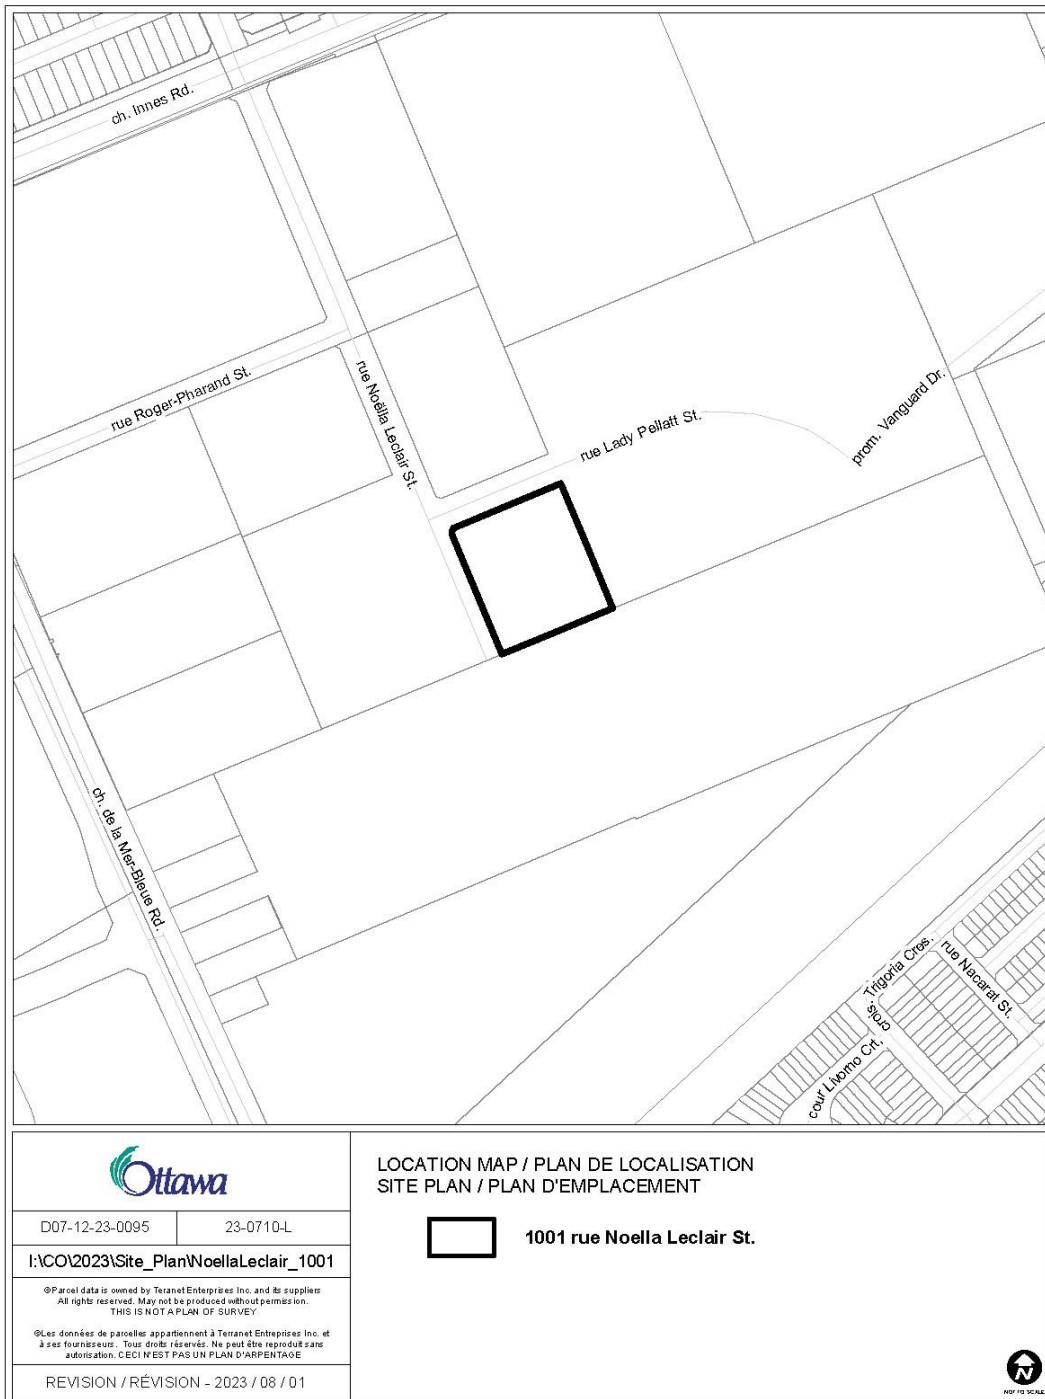 ch. Innes Rd.
rue Roger-Pharand St.
rue Noëlla Leclair St.
rue Lady Pellatt St.
prom. Vanguard Dr.
ch. de la Mer-Bleue Rd.
crois. Trigoria Cres.
rue Nacarat St.
cour Livorno Crt.
Ottawa
D07-12-23-0095
23-0710-L
I:\CO\2023\Site_Plan\NoellaLeclair_1001
©Parcel data is owned by Teranet Enterprises Inc. and its suppliers
All rights reserved. May not be produced without permission.
THIS IS NOT A PLAN OF SURVEY
©Les données de parcelles appartiennent à Terranet Entreprises Inc. et
à ses fournisseurs. Tous droits réservés. Ne peut être reproduit sans
autorisation. CECI N'EST PAS UN PLAN D'ARPENTAGE
REVISION / RÉVISION - 2023 / 08 / 01
LOCATION MAP / PLAN DE LOCALISATION
SITE PLAN / PLAN D'EMPLACEMENT
1001 rue Noella Leclair St.
N
NOT TO SCALE